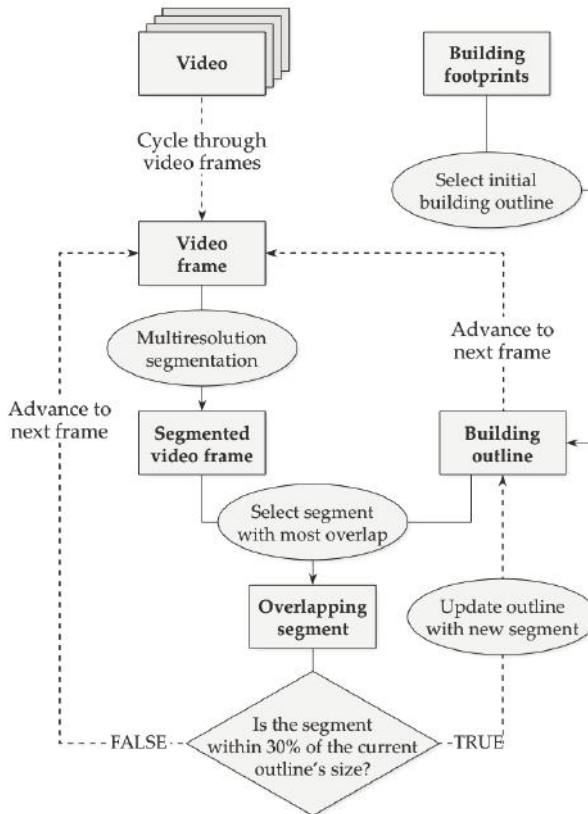 Video
Building
footprints
Cycle through
video frames
Select initial
building outline
Video
frame
Multiresolution
segmentation
Advance to
next frame
Advance to
next frame
Segmented
video frame
Building
outline
Select segment
with most overlap
Overlapping
segment
Update outline
with new segment
Is the segment
within 30% of the current
outline's size?
FALSE
TRUE